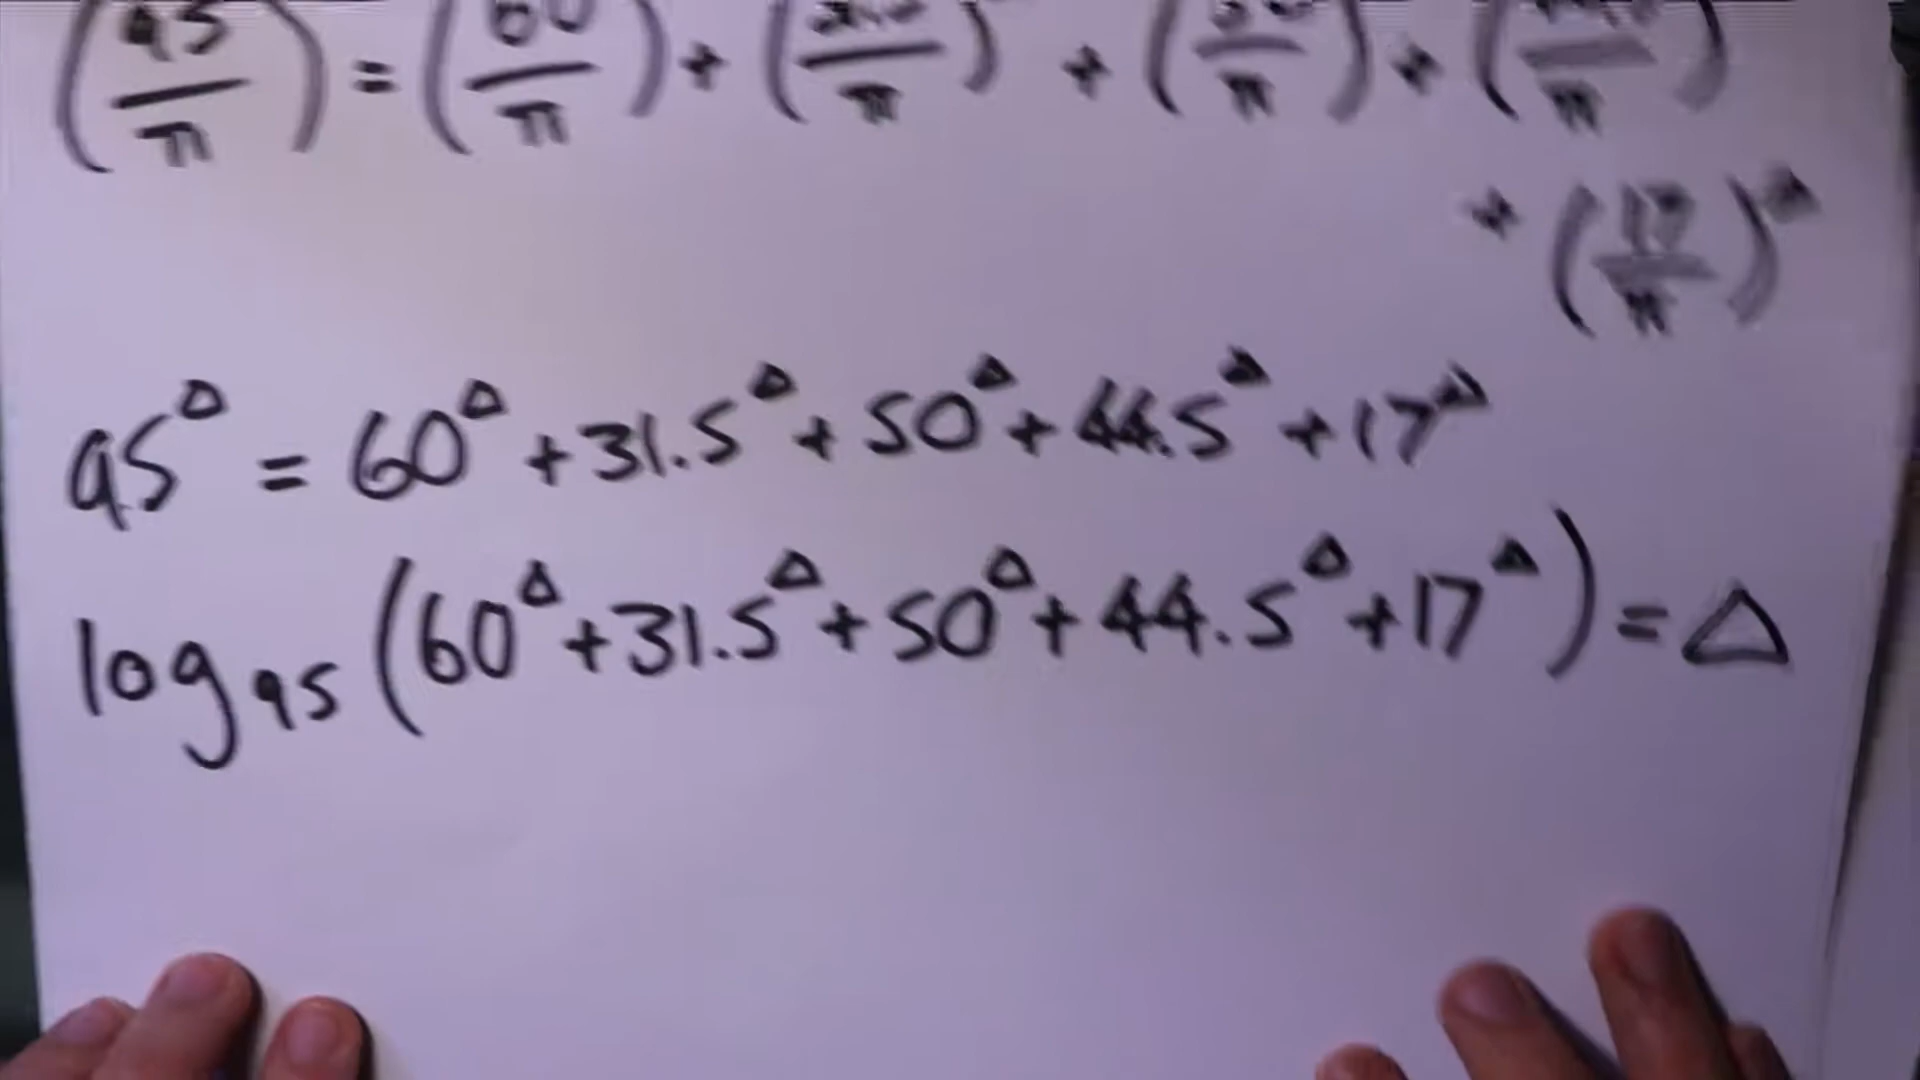 (95/π) = (60/π) + ( /π) + ( /π) + ( /π)
+ (17/π)^Δ
95^Δ = 60^Δ + 31.5^Δ + 50^Δ + 44.5^Δ + 17^Δ
log₉₅(60^Δ + 31.5^Δ + 50^Δ + 44.5^Δ + 17^Δ) = Δ